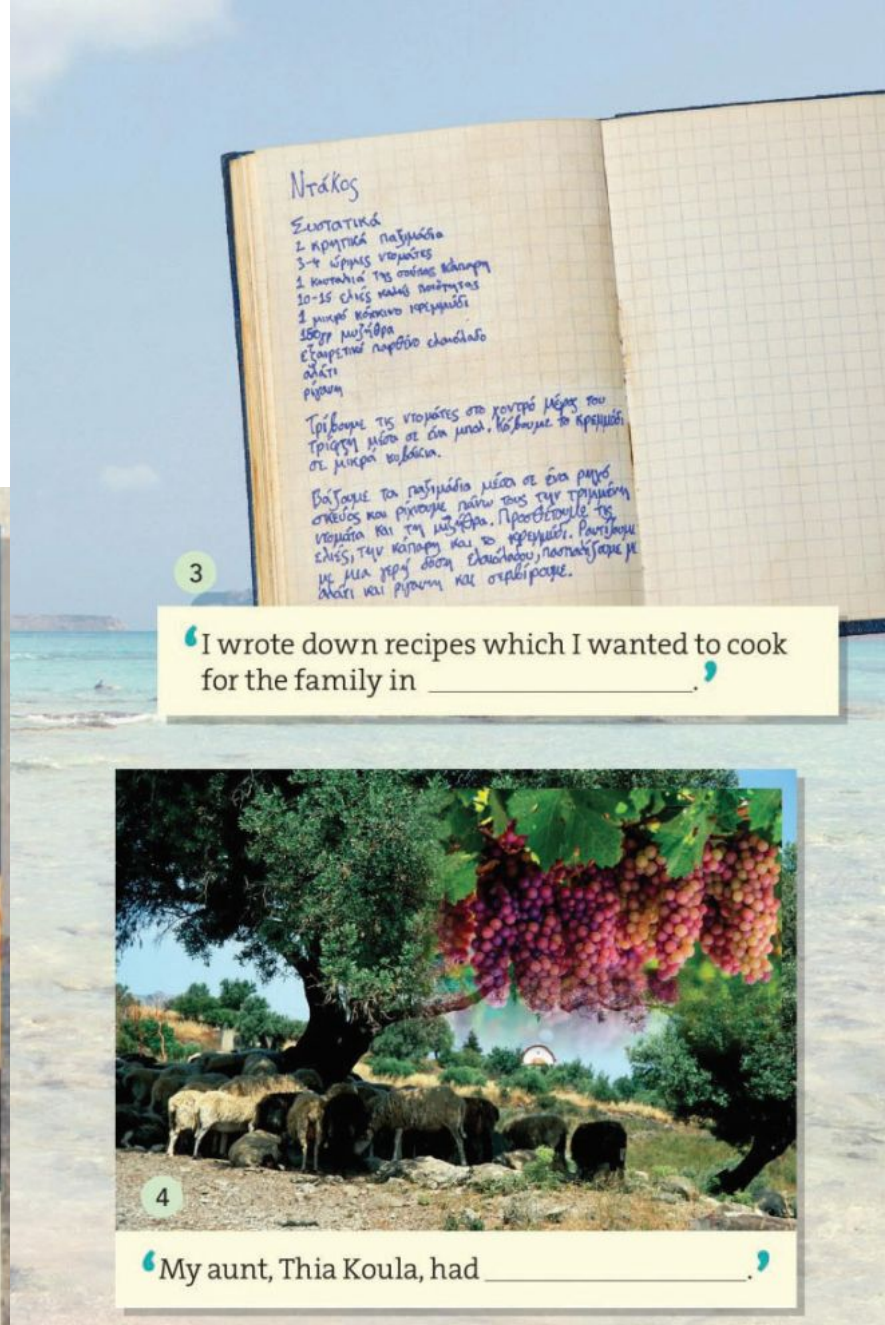 Ντάκος
Συστατικά
2 κρητικά παξιμάδια
3-4 ώριμες ντομάτες
1 κουταλιά της σούπας κάπαρη
10-15 ελιές καλής ποιότητας
1 μικρό κόκκινο κρεμμύδι
150γρ μυζήθρα
εξαιρετικό παρθένο ελαιόλαδο
αλάτι
ρίγανη
Τρίβουμε τις ντομάτες στο χοντρό μέρος του
τρίφτη μέσα σε ένα μπολ. Κόβουμε το κρεμμύδι
σε μικρά κυβάκια.
Βάζουμε τα παξιμάδια μέσα σε ένα ρηχό
σκεύος και ρίχνουμε πάνω τους την τριμμένη
ντομάτα και τη μυζήθρα. Προσθέτουμε τις
ελιές, την κάπαρη και το κρεμμύδι. Ραντίζουμε
με μια γερή δόση ελαιόλαδου, πασπαλίζουμε με
αλάτι και ρίγανη και σερβίρουμε.
3
‘I wrote down recipes which I wanted to cook
for the family in ____________________.’
4
‘My aunt, Thia Koula, had ____________________.’